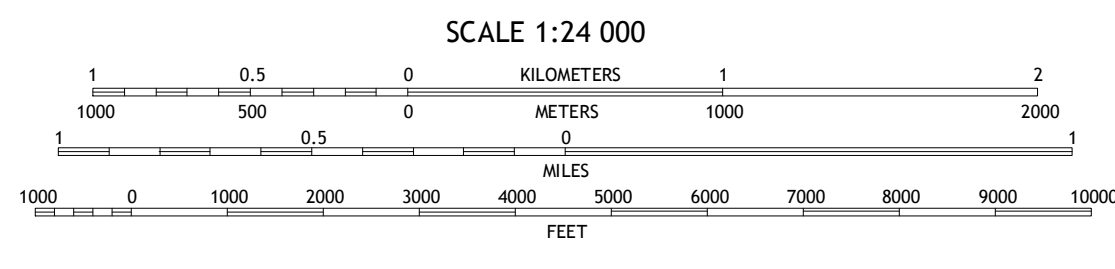 SCALE 1:24 000
1 0.5 0 KILOMETERS 1 2
1000 500 0 METERS 1000 2000
1 0.5 0 1
MILES
1000 0 1000 2000 3000 4000 5000 6000 7000 8000 9000 10000
FEET